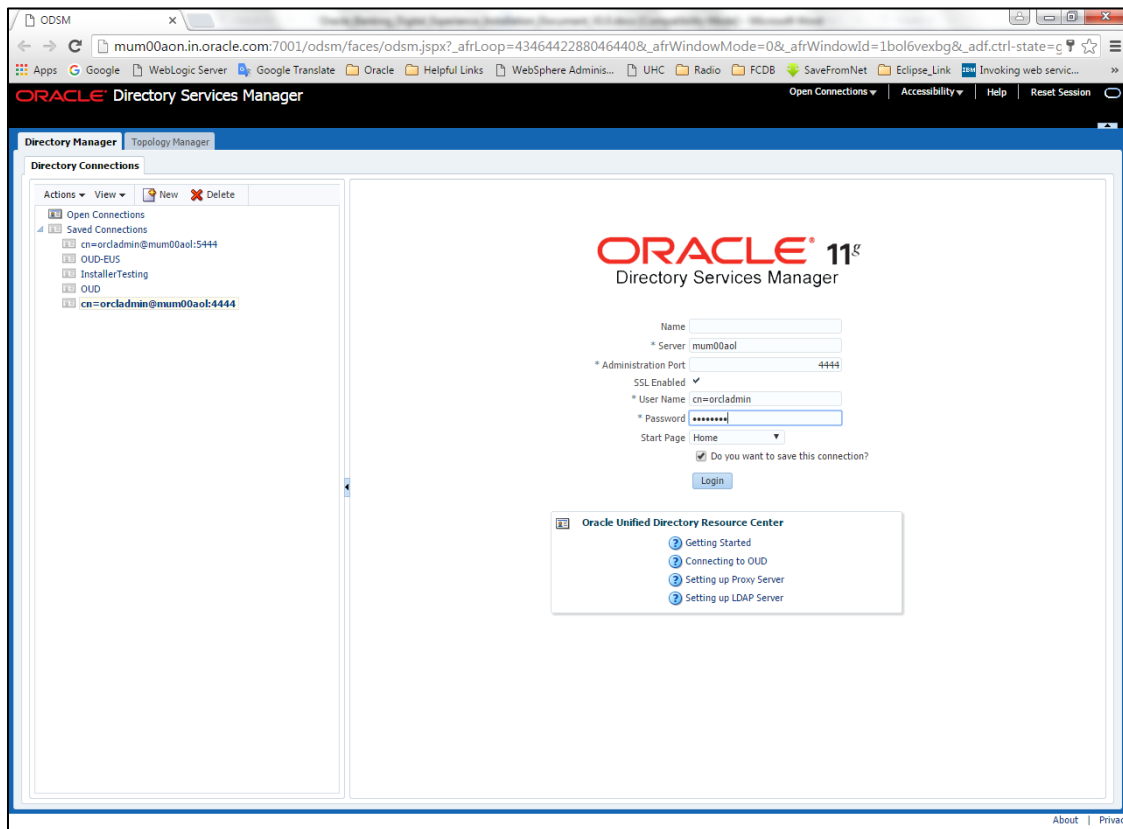 ODSM
mum00aon.in.oracle.com:7001/odsm/faces/odsm.jspx?_afrLoop=4346442288046440&_afrWindowMode=0&_afrWindowId=1bol6vexbg&_adf.ctrl-state=g
Apps Google WebLogic Server Google Translate Oracle Helpful Links WebSphere Adminis... UHC Radio FCDB SaveFromNet Eclipse_Link IBM Invoking web servic... »
ORACLE Directory Services Manager Open Connections Accessibility Help Reset Session
Directory Manager Topology Manager
Directory Connections
Actions View New Delete
Open Connections
Saved Connections
cn=orcladmin@mum00aol:5444
OUD-EUS
InstallerTesting
OUD
cn=orcladmin@mum00aol:4444
ORACLE 11g
Directory Services Manager
Name
* Server mum00aol
* Administration Port 4444
SSL Enabled ✔
* User Name cn=orcladmin
* Password ••••••••
Start Page Home
Do you want to save this connection?
Login
Oracle Unified Directory Resource Center
Getting Started
Connecting to OUD
Setting up Proxy Server
Setting up LDAP Server
About | Privac